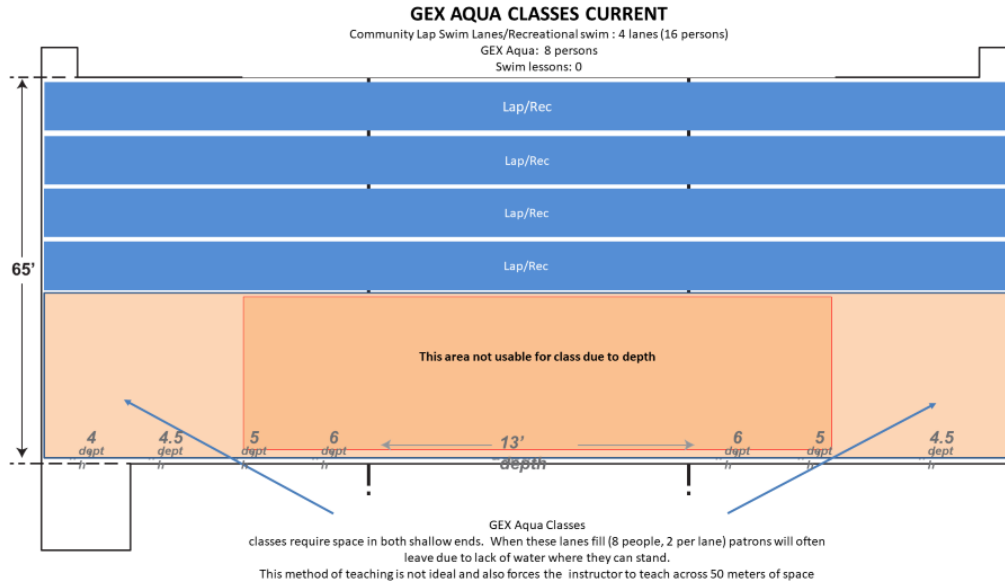 GEX AQUA CLASSES CURRENT
Community Lap Swim Lanes/Recreational swim : 4 lanes (16 persons)
GEX Aqua: 8 persons
Swim lessons: 0
Lap/Rec
Lap/Rec
Lap/Rec
Lap/Rec
65'
This area not usable for class due to depth
4 4.5 5 6 13' 6 5 4.5
dept dept dept dept depth dept dept dept
h h h h h h h
GEX Aqua Classes
classes require space in both shallow ends. When these lanes fill (8 people, 2 per lane) patrons will often
leave due to lack of water where they can stand.
This method of teaching is not ideal and also forces the instructor to teach across 50 meters of space